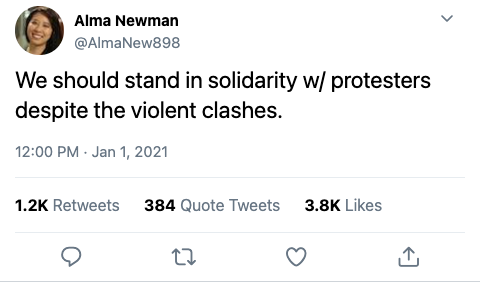 Alma Newman
@AlmaNew898
We should stand in solidarity w/ protesters
despite the violent clashes.
12:00 PM · Jan 1, 2021
1.2K Retweets 384 Quote Tweets 3.8K Likes